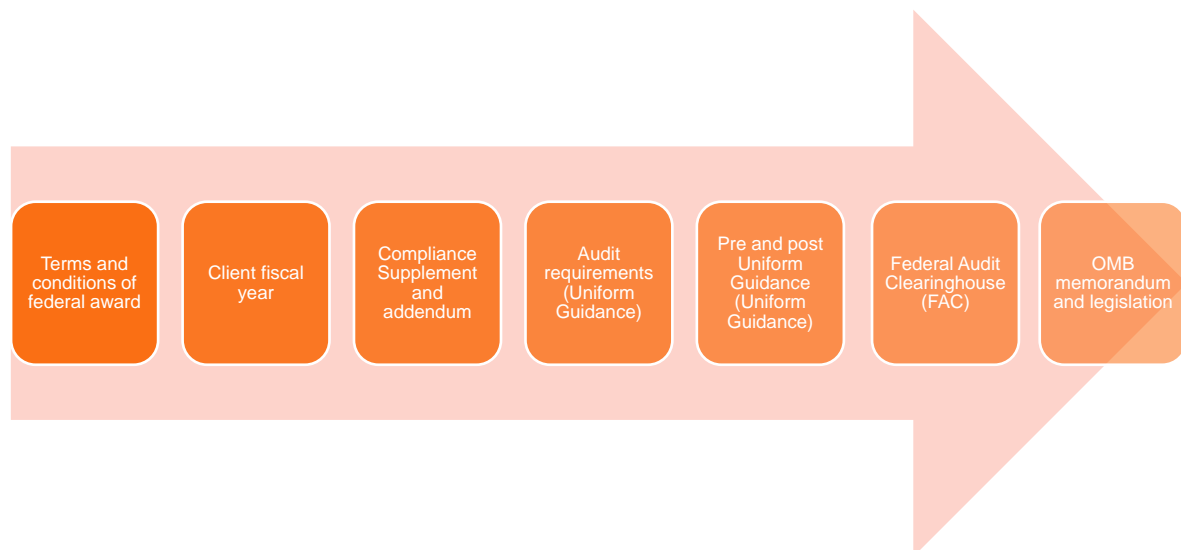 Terms and
conditions of
federal award
Client fiscal
year
Compliance
Supplement
and
addendum
Audit
requirements
(Uniform
Guidance)
Pre and post
Uniform
Guidance
(Uniform
Guidance)
Federal Audit
Clearinghouse
(FAC)
OMB
memorandum
and legislation